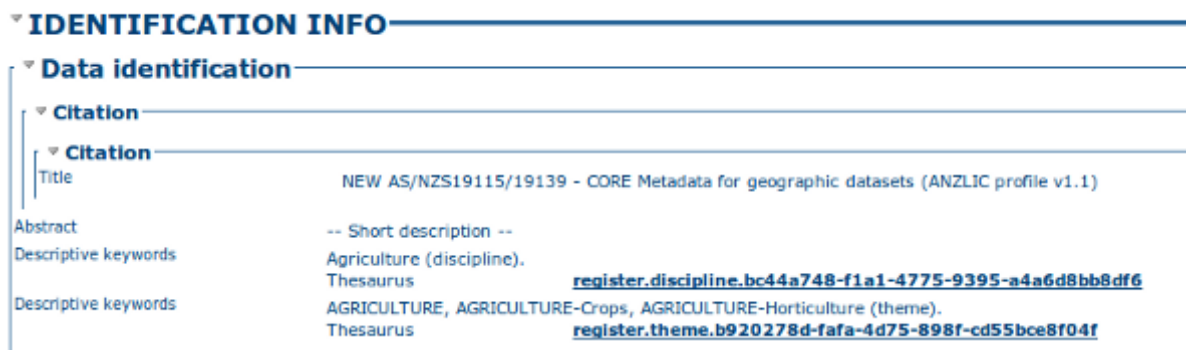 IDENTIFICATION INFO
Data identification
Citation
Citation
Title NEW AS/NZS19115/19139 - CORE Metadata for geographic datasets (ANZLIC profile v1.1)
Abstract -- Short description --
Descriptive keywords Agriculture (discipline).
Thesaurus register.discipline.bc44a748-f1a1-4775-9395-a4a6d8bb8df6
Descriptive keywords AGRICULTURE, AGRICULTURE-Crops, AGRICULTURE-Horticulture (theme).
Thesaurus register.theme.b920278d-fafa-4d75-898f-cd55bce8f04f